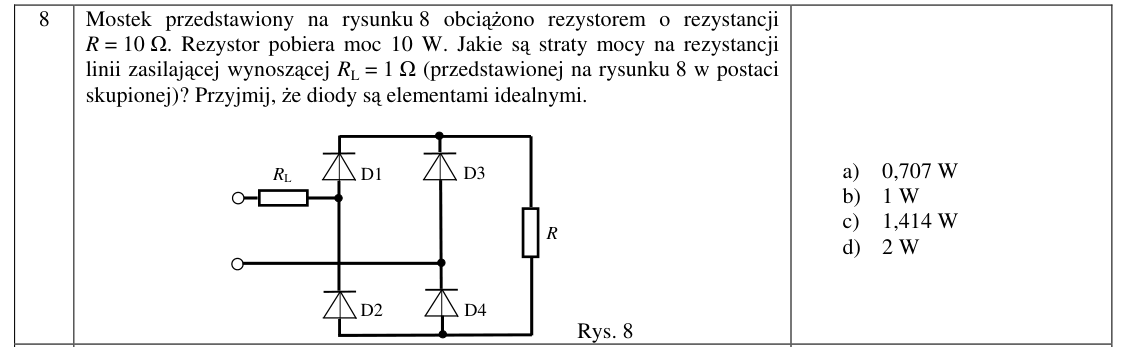 8
Mostek przedstawiony na rysunku 8 obciążono rezystorem o rezystancji
R = 10 Ω. Rezystor pobiera moc 10 W. Jakie są straty mocy na rezystancji
linii zasilającej wynoszącej RL = 1 Ω (przedstawionej na rysunku 8 w postaci
skupionej)? Przyjmij, że diody są elementami idealnymi.
RL
D1
D3
R
D2
D4
Rys. 8
a) 0,707 W
b) 1 W
c) 1,414 W
d) 2 W